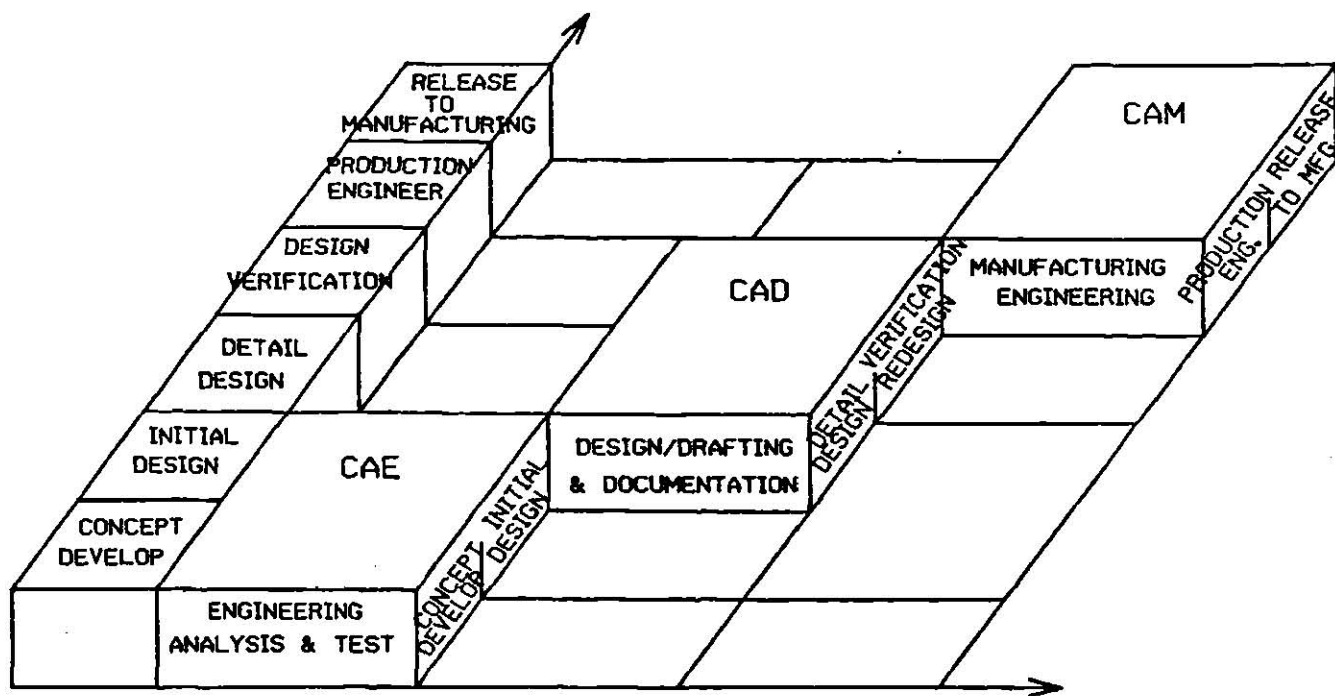 RELEASE
TO
MANUFACTURING
PRODUCTION
ENGINEER
DESIGN
VERIFICATION
DETAIL
DESIGN
INITIAL
DESIGN
CONCEPT
DEVELOP
CAE
ENGINEERING
ANALYSIS & TEST
CONCEPT
DEVELOP
INITIAL
DESIGN
CAD
DESIGN/DRAFTING
& DOCUMENTATION
DETAIL
DESIGN
VERIFICATION
REDESIGN
CAM
MANUFACTURING
ENGINEERING
PRODUCTION
ENG.
RELEASE
TO MFG.